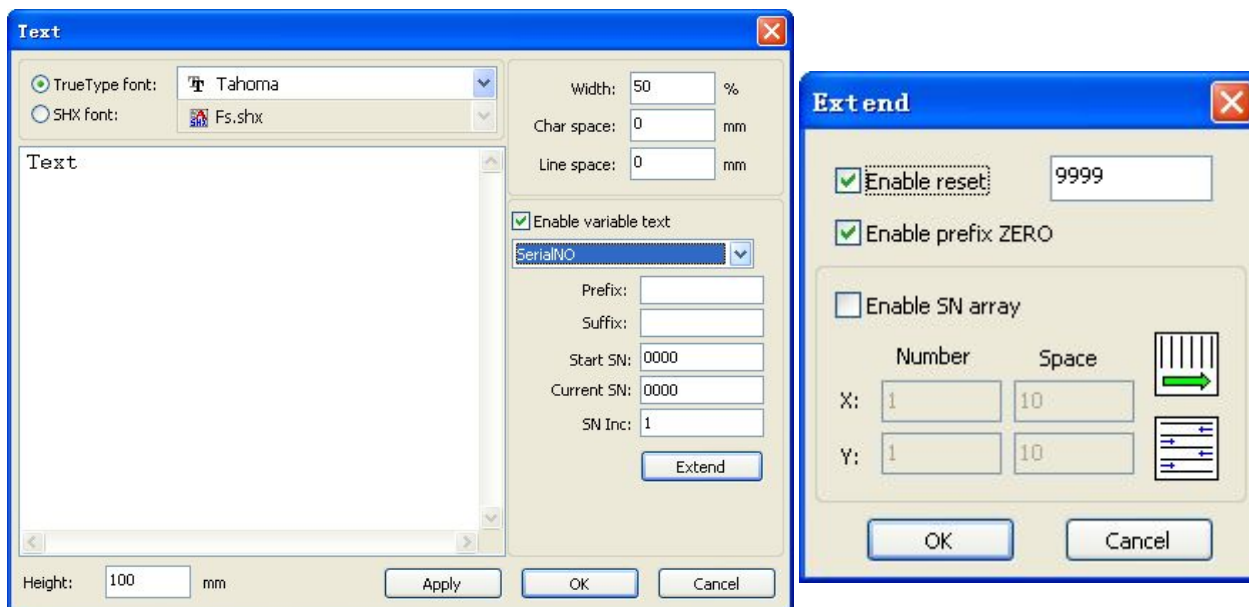 Text
TrueType font: Tahoma
SHX font: Fs.shx
Text
Width: 50 %
Char space: 0 mm
Line space: 0 mm
Enable variable text
SerialNO
Prefix:
Suffix:
Start SN: 0000
Current SN: 0000
SN Inc: 1
Extend
Height: 100 mm
Apply OK Cancel
Extend
Enable reset 9999
Enable prefix ZERO
Enable SN array
Number Space
X: 1 10
Y: 1 10
OK Cancel